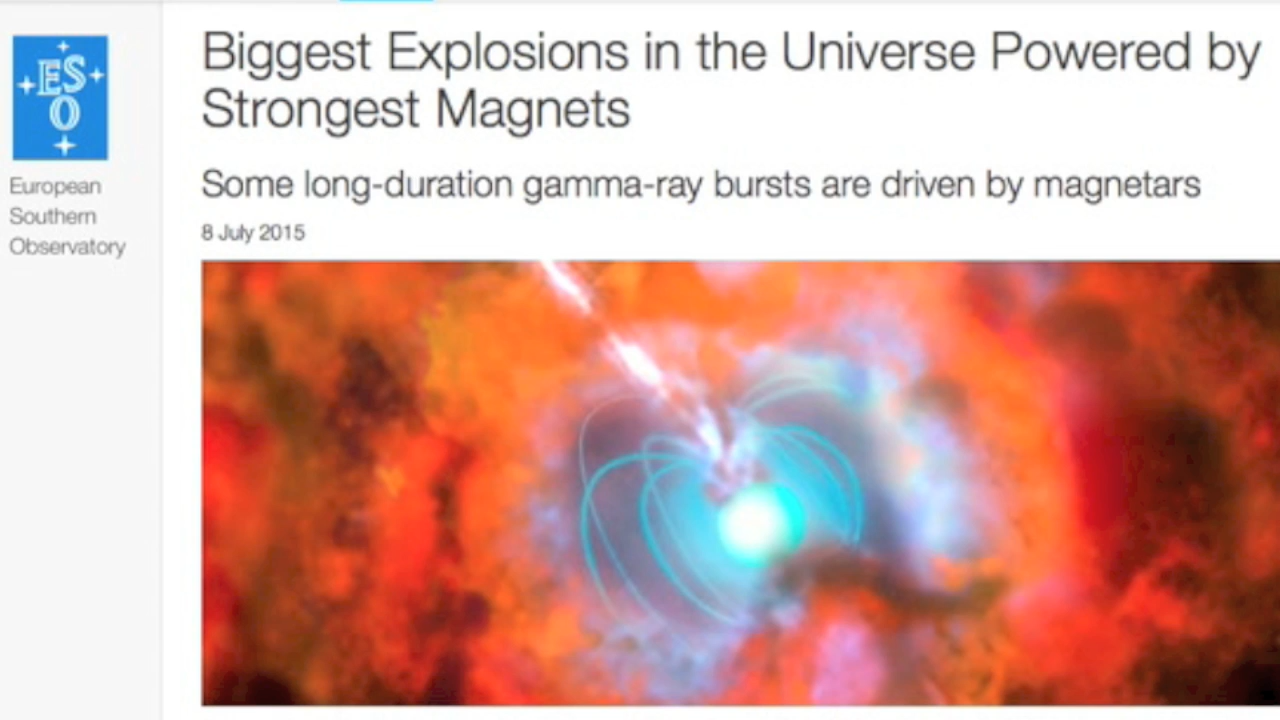 ES
O
European
Southern
Observatory
Biggest Explosions in the Universe Powered by
Strongest Magnets
Some long-duration gamma-ray bursts are driven by magnetars
8 July 2015